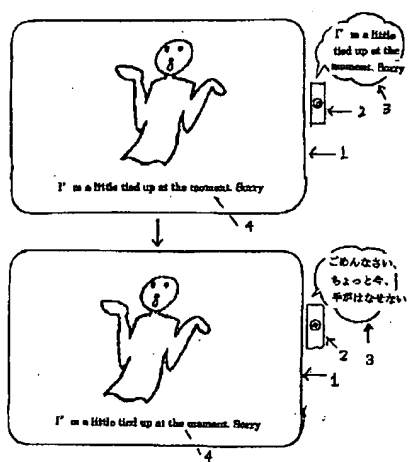 I'm a little
tied up at the
moment. Sorry
2
3
1
I'm a little tied up at the moment. Sorry
4
ごめんなさい、
ちょっと今、
手がはなせない
2
3
1
I'm a little tied up at the moment. Sorry
4